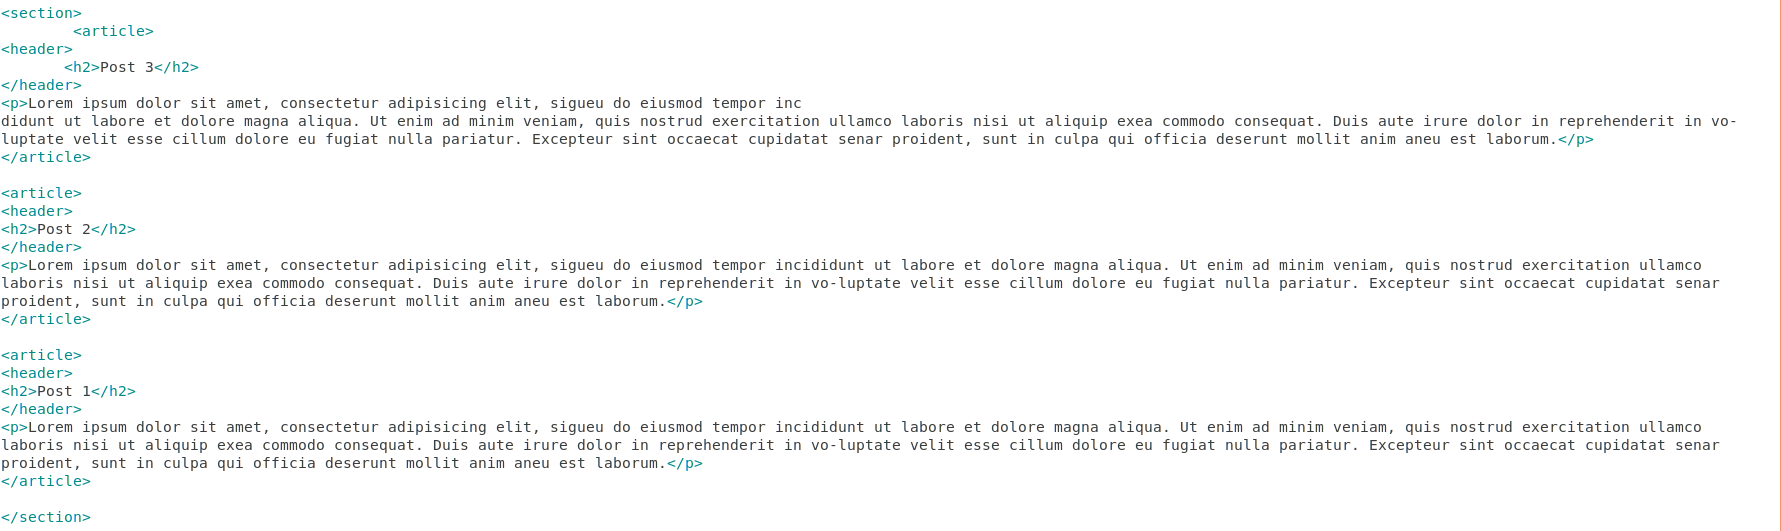 <section>
        <article>
<header>
       <h2>Post 3</h2>
</header>
<p>Lorem ipsum dolor sit amet, consectetur adipisicing elit, sigueu do eiusmod tempor inc
didunt ut labore et dolore magna aliqua. Ut enim ad minim veniam, quis nostrud exercitation ullamco laboris nisi ut aliquip exea commodo consequat. Duis aute irure dolor in reprehenderit in vo-
luptate velit esse cillum dolore eu fugiat nulla pariatur. Excepteur sint occaecat cupidatat senar proident, sunt in culpa qui officia deserunt mollit anim aneu est laborum.</p>
</article>

<article>
<header>
<h2>Post 2</h2>
</header>
<p>Lorem ipsum dolor sit amet, consectetur adipisicing elit, sigueu do eiusmod tempor incididunt ut labore et dolore magna aliqua. Ut enim ad minim veniam, quis nostrud exercitation ullamco
laboris nisi ut aliquip exea commodo consequat. Duis aute irure dolor in reprehenderit in vo-luptate velit esse cillum dolore eu fugiat nulla pariatur. Excepteur sint occaecat cupidatat senar
proident, sunt in culpa qui officia deserunt mollit anim aneu est laborum.</p>
</article>

<article>
<header>
<h2>Post 1</h2>
</header>
<p>Lorem ipsum dolor sit amet, consectetur adipisicing elit, sigueu do eiusmod tempor incididunt ut labore et dolore magna aliqua. Ut enim ad minim veniam, quis nostrud exercitation ullamco
laboris nisi ut aliquip exea commodo consequat. Duis aute irure dolor in reprehenderit in vo-luptate velit esse cillum dolore eu fugiat nulla pariatur. Excepteur sint occaecat cupidatat senar
proident, sunt in culpa qui officia deserunt mollit anim aneu est laborum.</p>
</article>

</section>